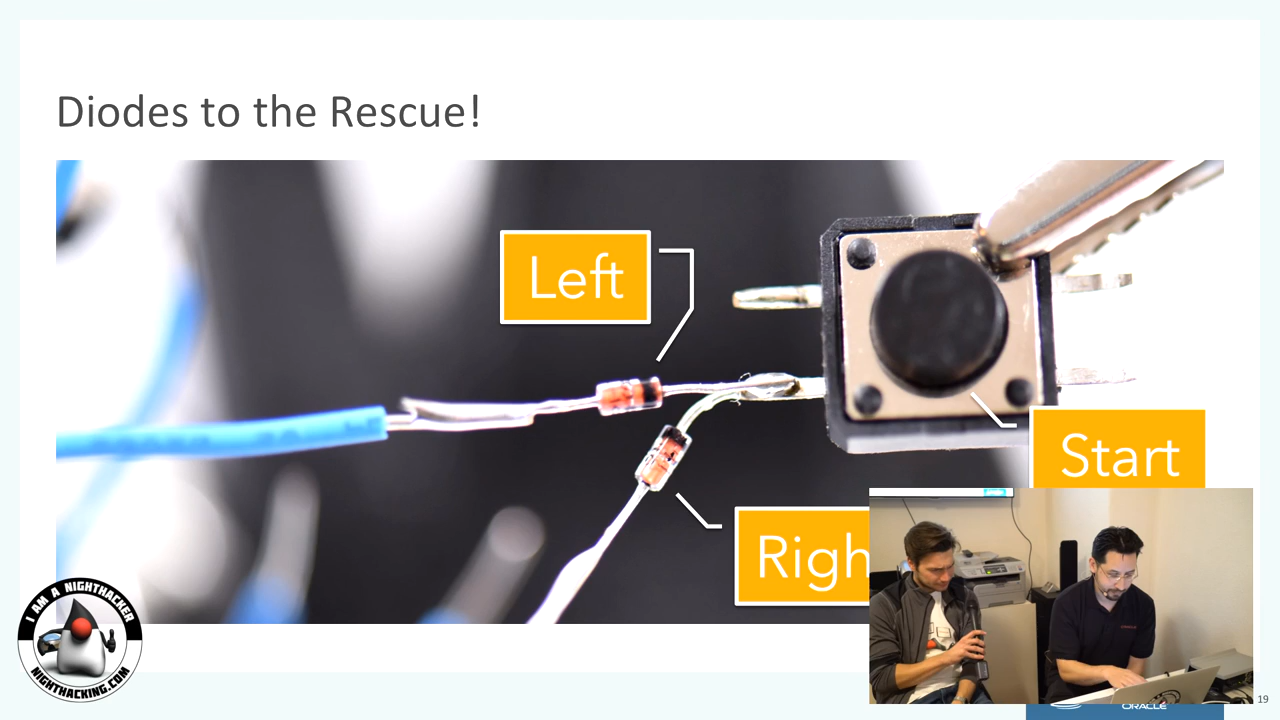 Diodes to the Rescue!
Left
Start
Righ
I AM A NIGHTHACKER
NIGHTHACKING.COM
ORACLE
19